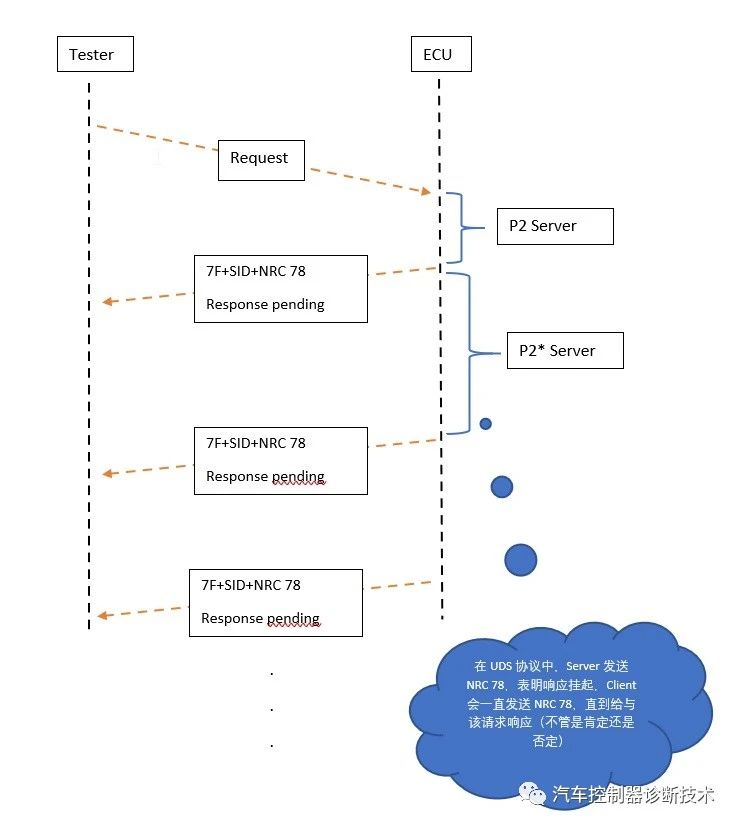 Tester
ECU
Request
P2 Server
7F+SID+NRC 78
Response pending
P2* Server
7F+SID+NRC 78
Response pending
7F+SID+NRC 78
Response pending
.
.
.
在 UDS 协议中，Server 发送
NRC 78，表明响应挂起，Client
会一直发送 NRC 78，直到给与
该请求响应（不管是肯定还是
否定）
汽车控制器诊断技术